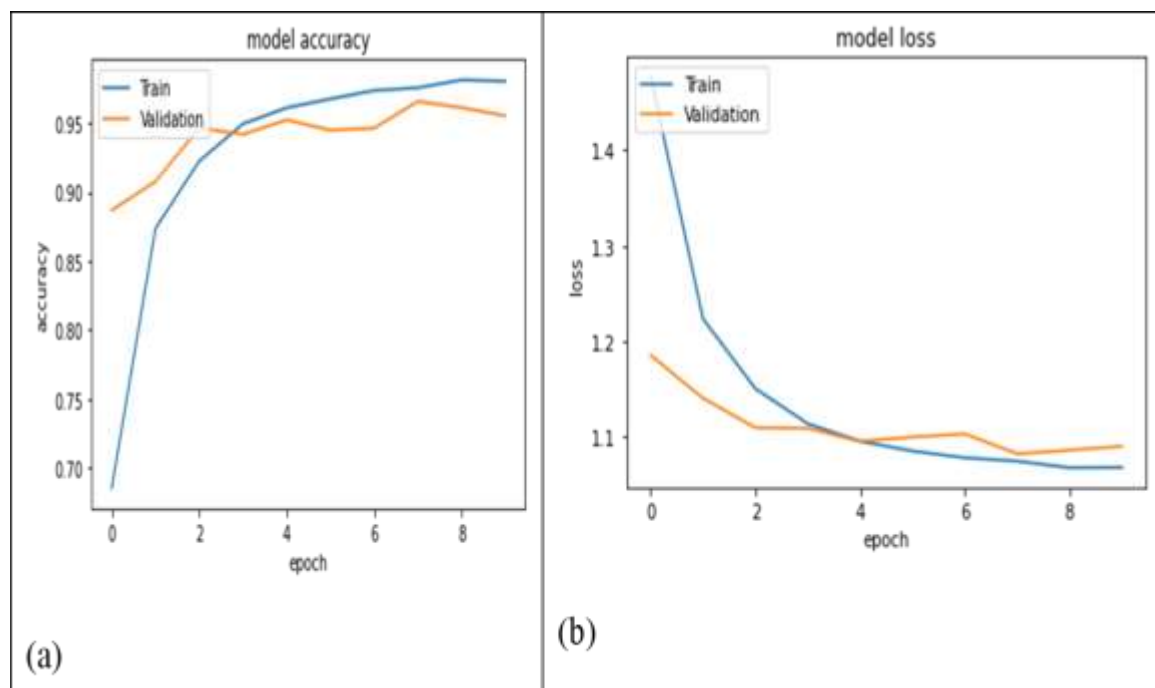 model accuracy
Train
Validation
0.95
0.90
0.85
0.80
0.75
0.70
accuracy
0 2 4 6 8
epoch
(a)
model loss
Train
Validation
1.4
1.3
1.2
1.1
loss
0 2 4 6 8
epoch
(b)